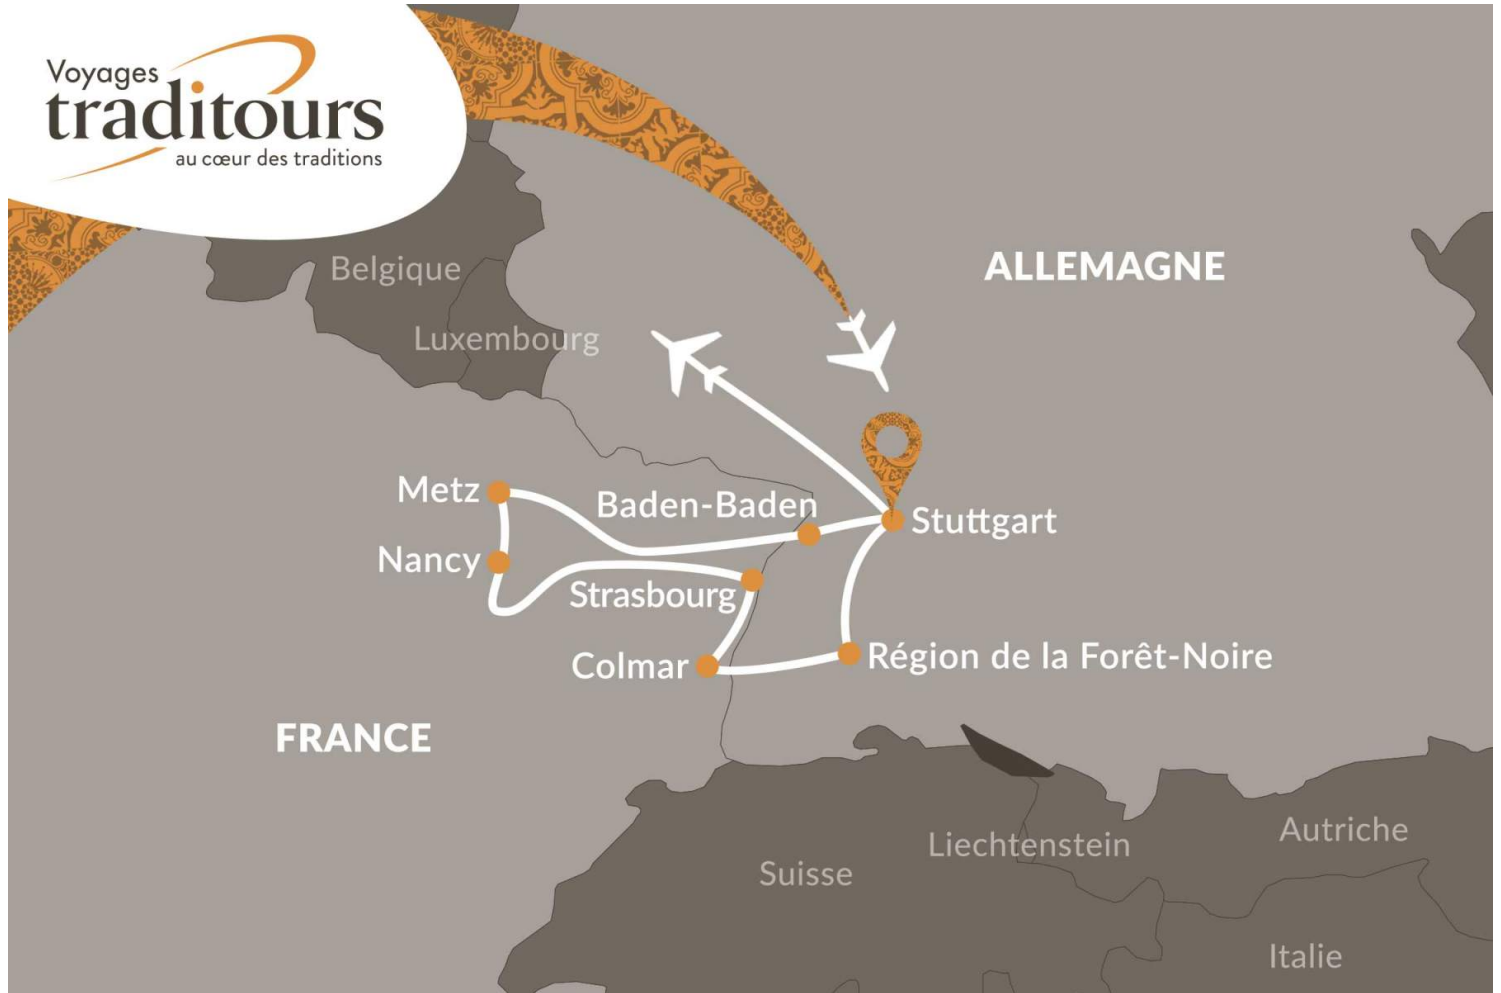 Voyages
traditours
au cœur des traditions
Belgique
ALLEMAGNE
Luxembourg
Metz
Baden-Baden
Stuttgart
Nancy
Strasbourg
Colmar
Région de la Forêt-Noire
FRANCE
Autriche
Liechtenstein
Suisse
Italie